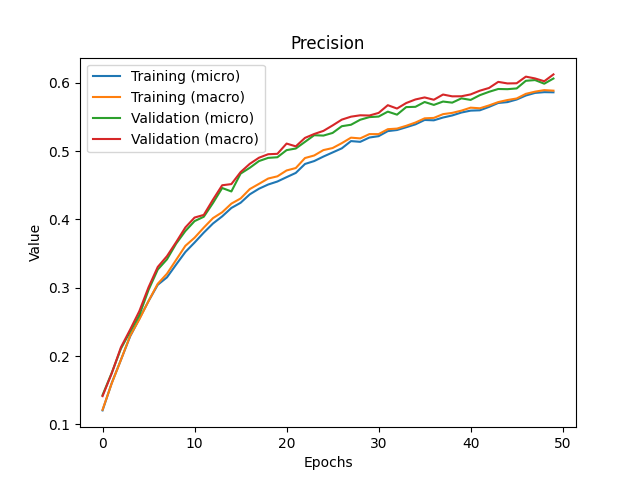 Precision
Training (micro)
Training (macro)
Validation (micro)
Validation (macro)
0.6
0.5
0.4
0.3
0.2
0.1
Value
0 10 20 30 40 50
Epochs